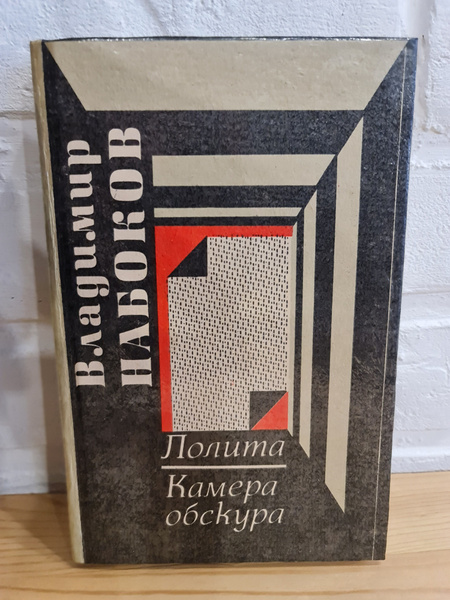 Владимир
НАБОКОВ
Лолита
Камера
обскура